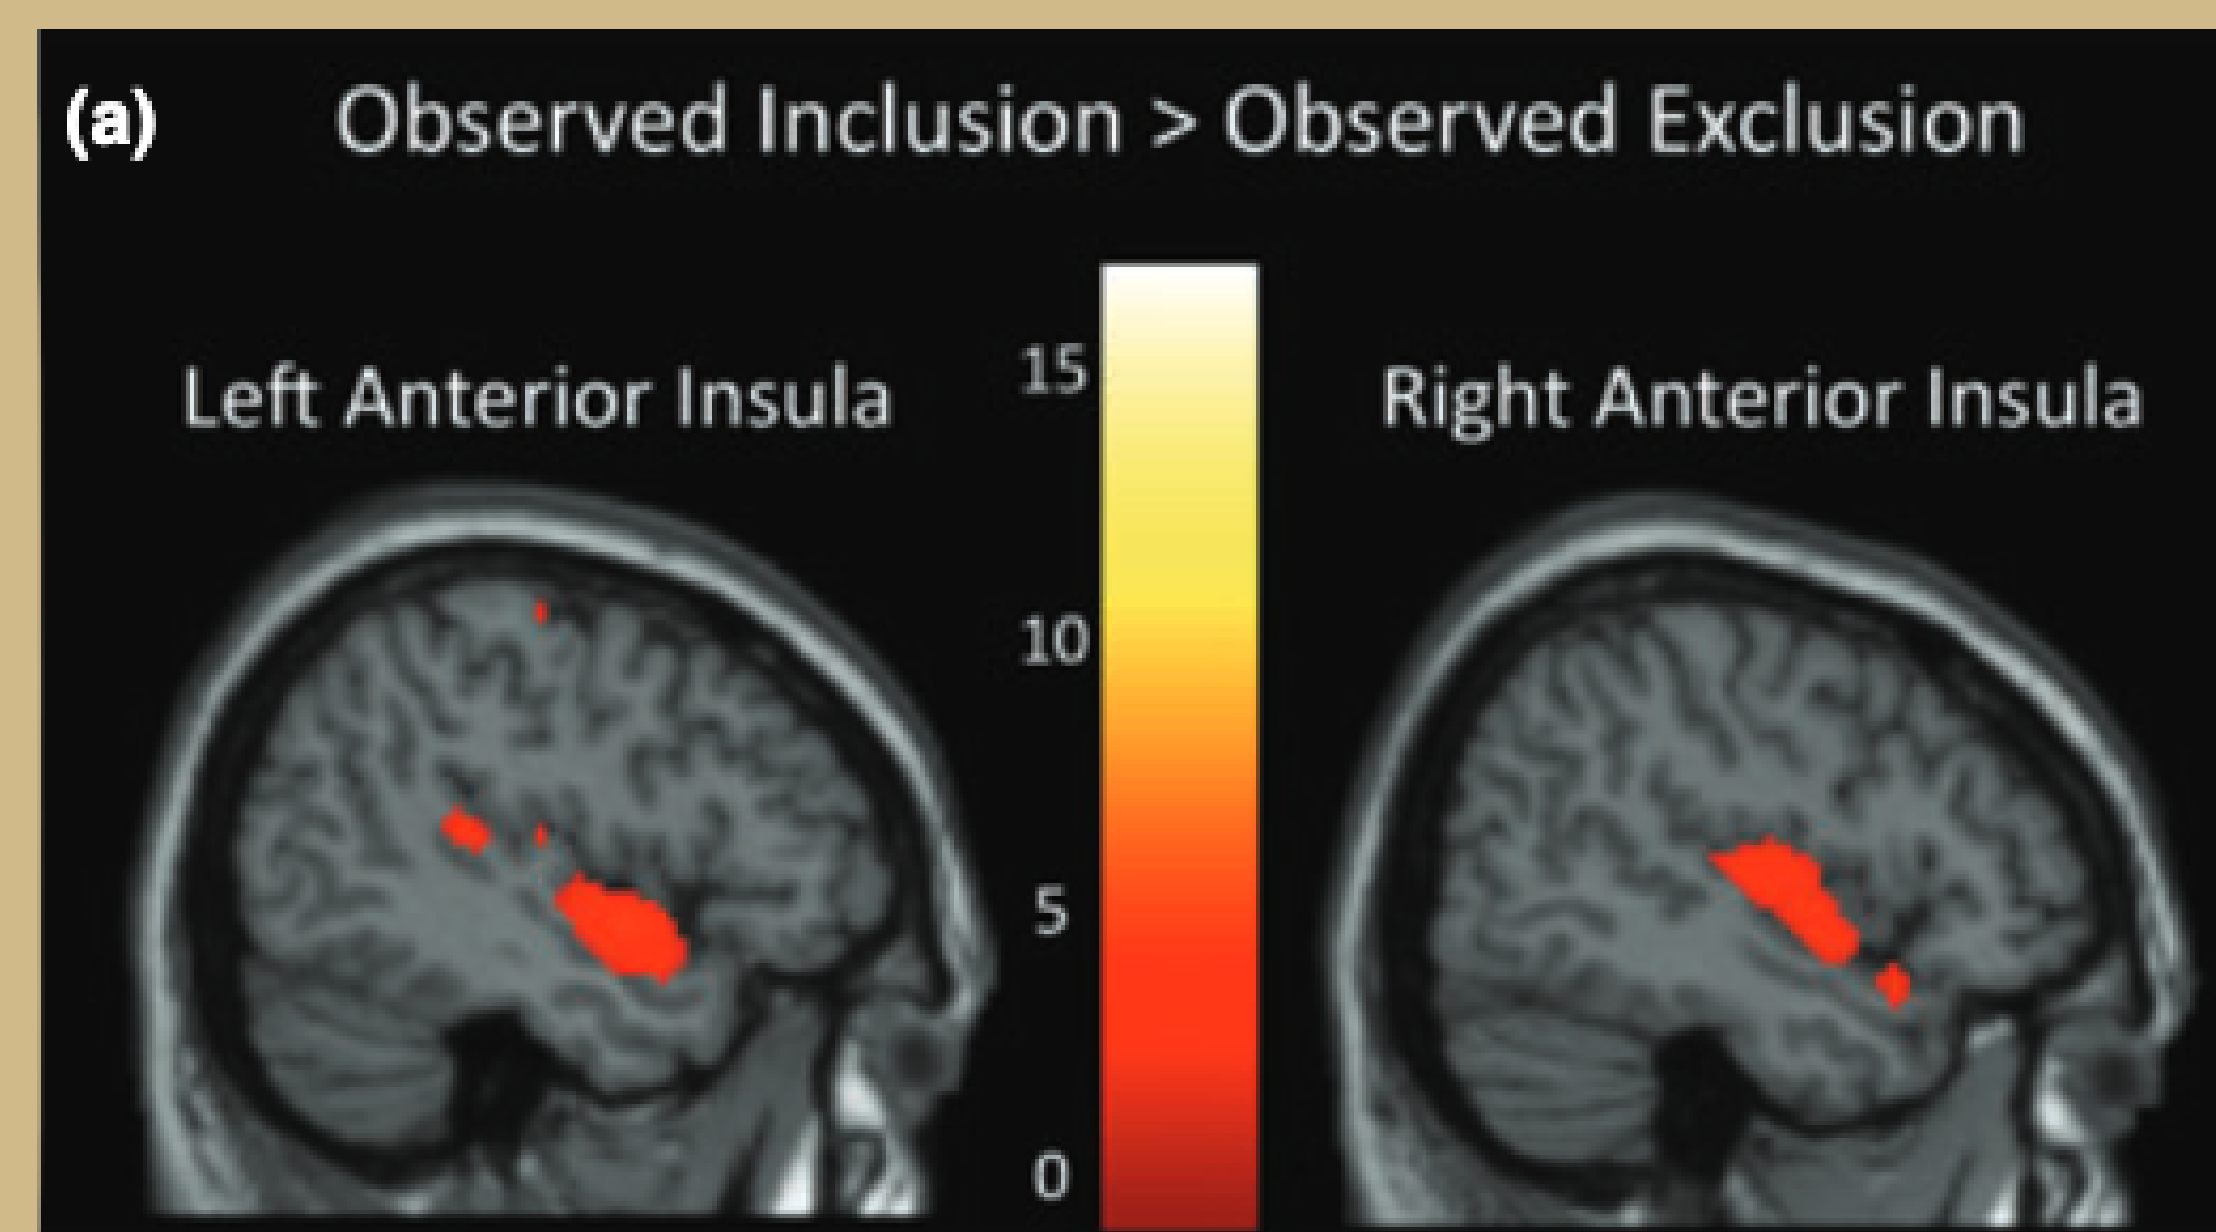 (a) Observed Inclusion > Observed Exclusion
Left Anterior Insula
Right Anterior Insula
15
10
5
0